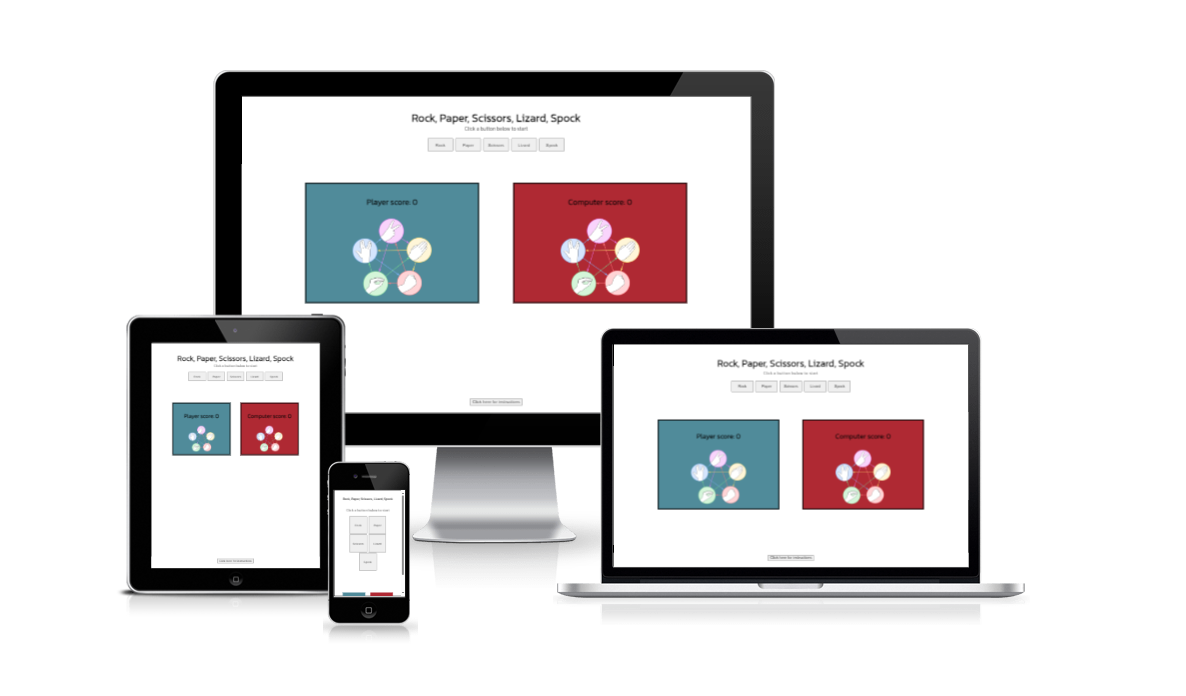 Rock, Paper, Scissors, Lizard, Spock
Click a button below to start
Rock Paper Scissors Lizard Spock
Player score: 0 Computer score: 0
Click here for instructions
Rock, Paper, Scissors, Lizard, Spock
Click a button below to start
Rock Paper Scissors Lizard Spock
Player score: 0 Computer score: 0
Click here for instructions
Rock, Paper, Scissors, Lizard, Spock
Click a button below to start
Rock Paper
Scissors Lizard
Spock
Rock, Paper, Scissors, Lizard, Spock
Click a button below to start
Rock Paper Scissors Lizard Spock
Player score: 0 Computer score: 0
Click here for instructions